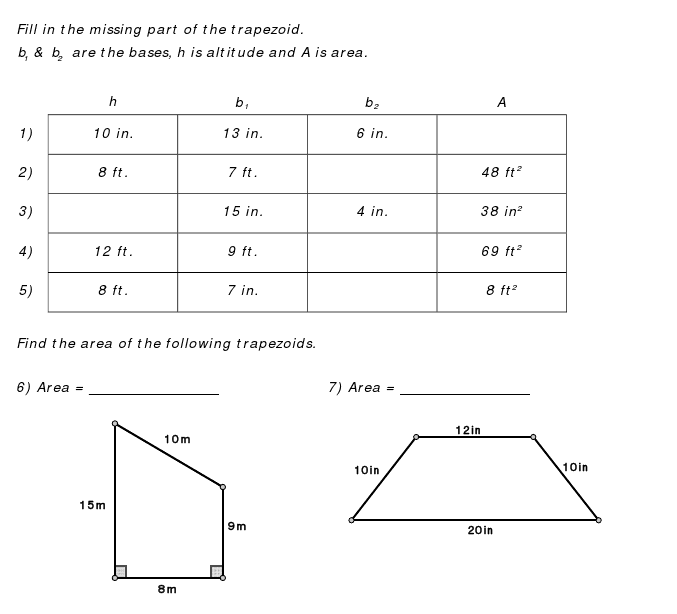 Fill in the missing part of the trapezoid.
b₁ & b₂ are the bases, h is altitude and A is area.
h b₁ b₂ A
1) 10 in. 13 in. 6 in.
2) 8 ft. 7 ft. 48 ft²
3) 15 in. 4 in. 38 in²
4) 12 ft. 9 ft. 69 ft²
5) 8 ft. 7 in. 8 ft²
Find the area of the following trapezoids.
6) Area = ____________ 7) Area = ____________
12in
10m
10in 10in
15m
9m
20in
8m